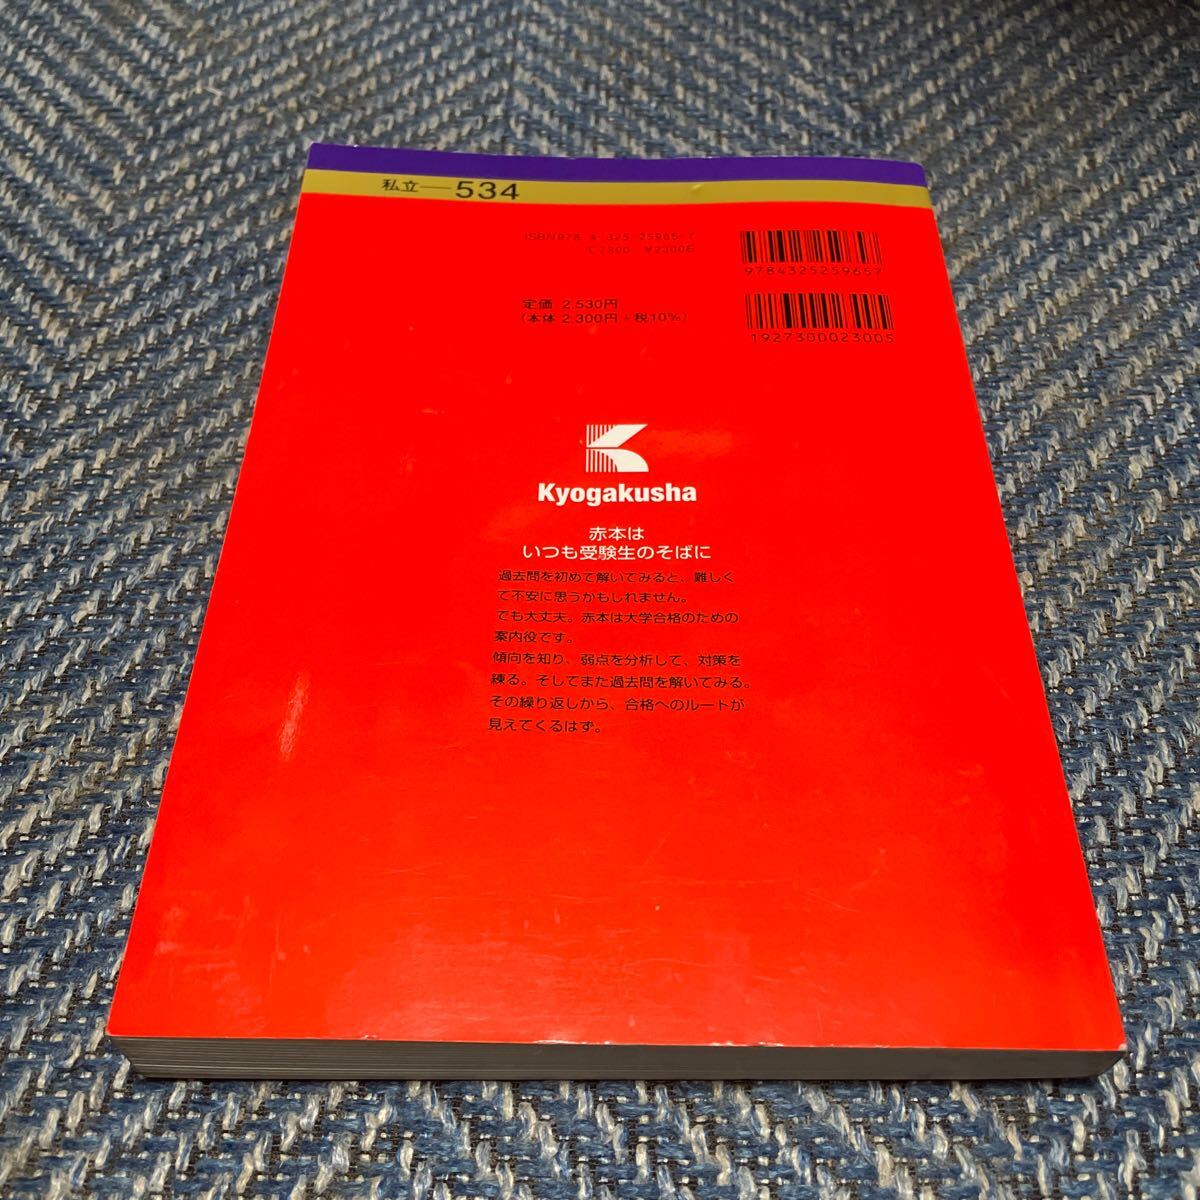 私立―534
ISBN978-4-325-25965-7
C7300 ¥2300E
9784325259657
定価 2,530円
(本体 2,300円+税10%)
1927300023005
Kyogakusha
赤本は
いつも受験生のそばに
過去問を初めて解いてみると、難しく
て不安に思うかもしれません。
でも大丈夫。赤本は大学合格のための
案内役です。
傾向を知り、弱点を分析して、対策を
練る。そしてまた過去問を解いてみる。
その繰り返しから、合格へのルートが
見えてくるはず。